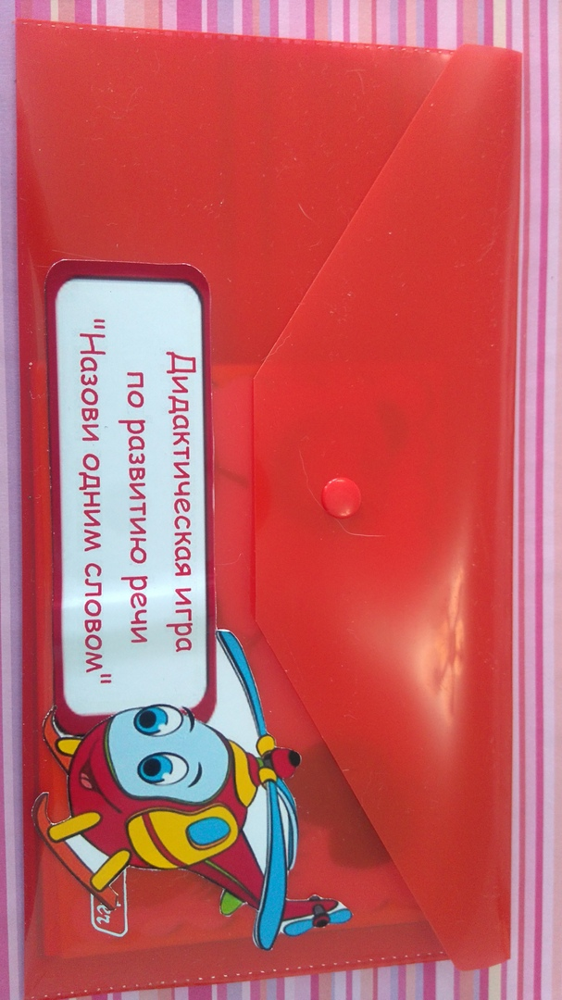 Дидактическая игра
по развитию речи
"Назови одним словом"